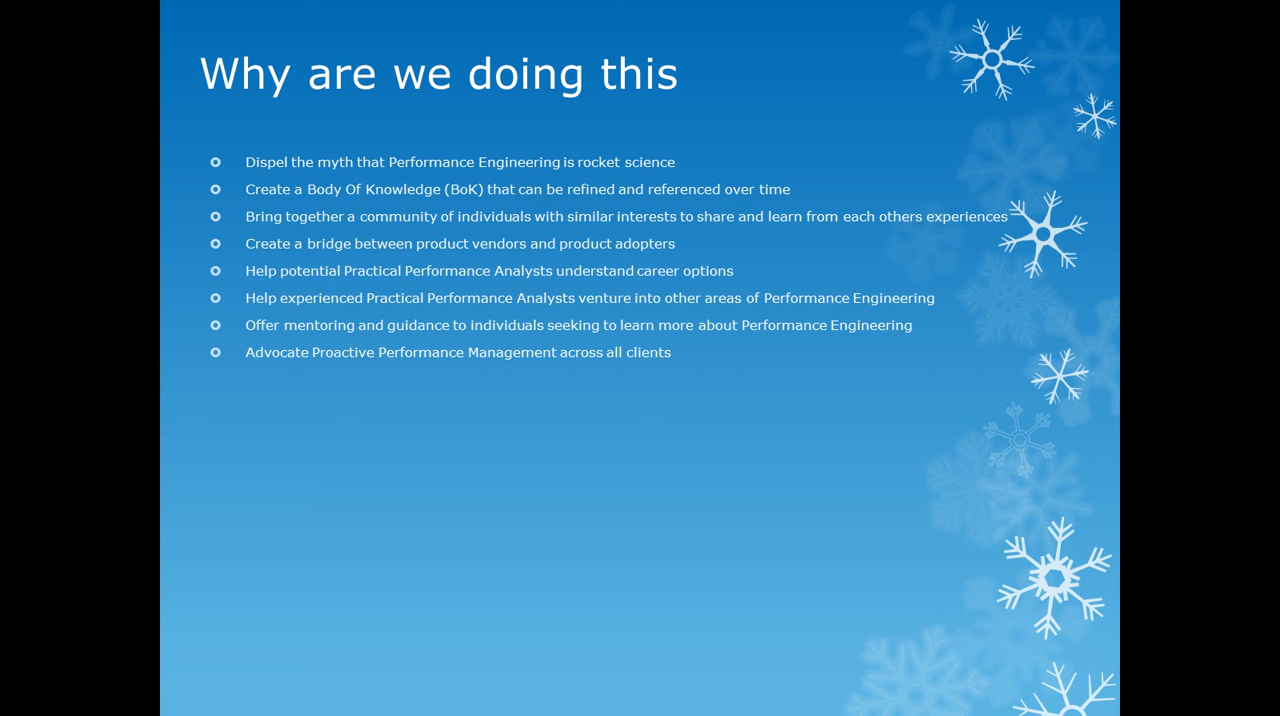 Why are we doing this
Dispel the myth that Performance Engineering is rocket science
Create a Body Of Knowledge (BoK) that can be refined and referenced over time
Bring together a community of individuals with similar interests to share and learn from each others experiences
Create a bridge between product vendors and product adopters
Help potential Practical Performance Analysts understand career options
Help experienced Practical Performance Analysts venture into other areas of Performance Engineering
Offer mentoring and guidance to individuals seeking to learn more about Performance Engineering
Advocate Proactive Performance Management across all clients